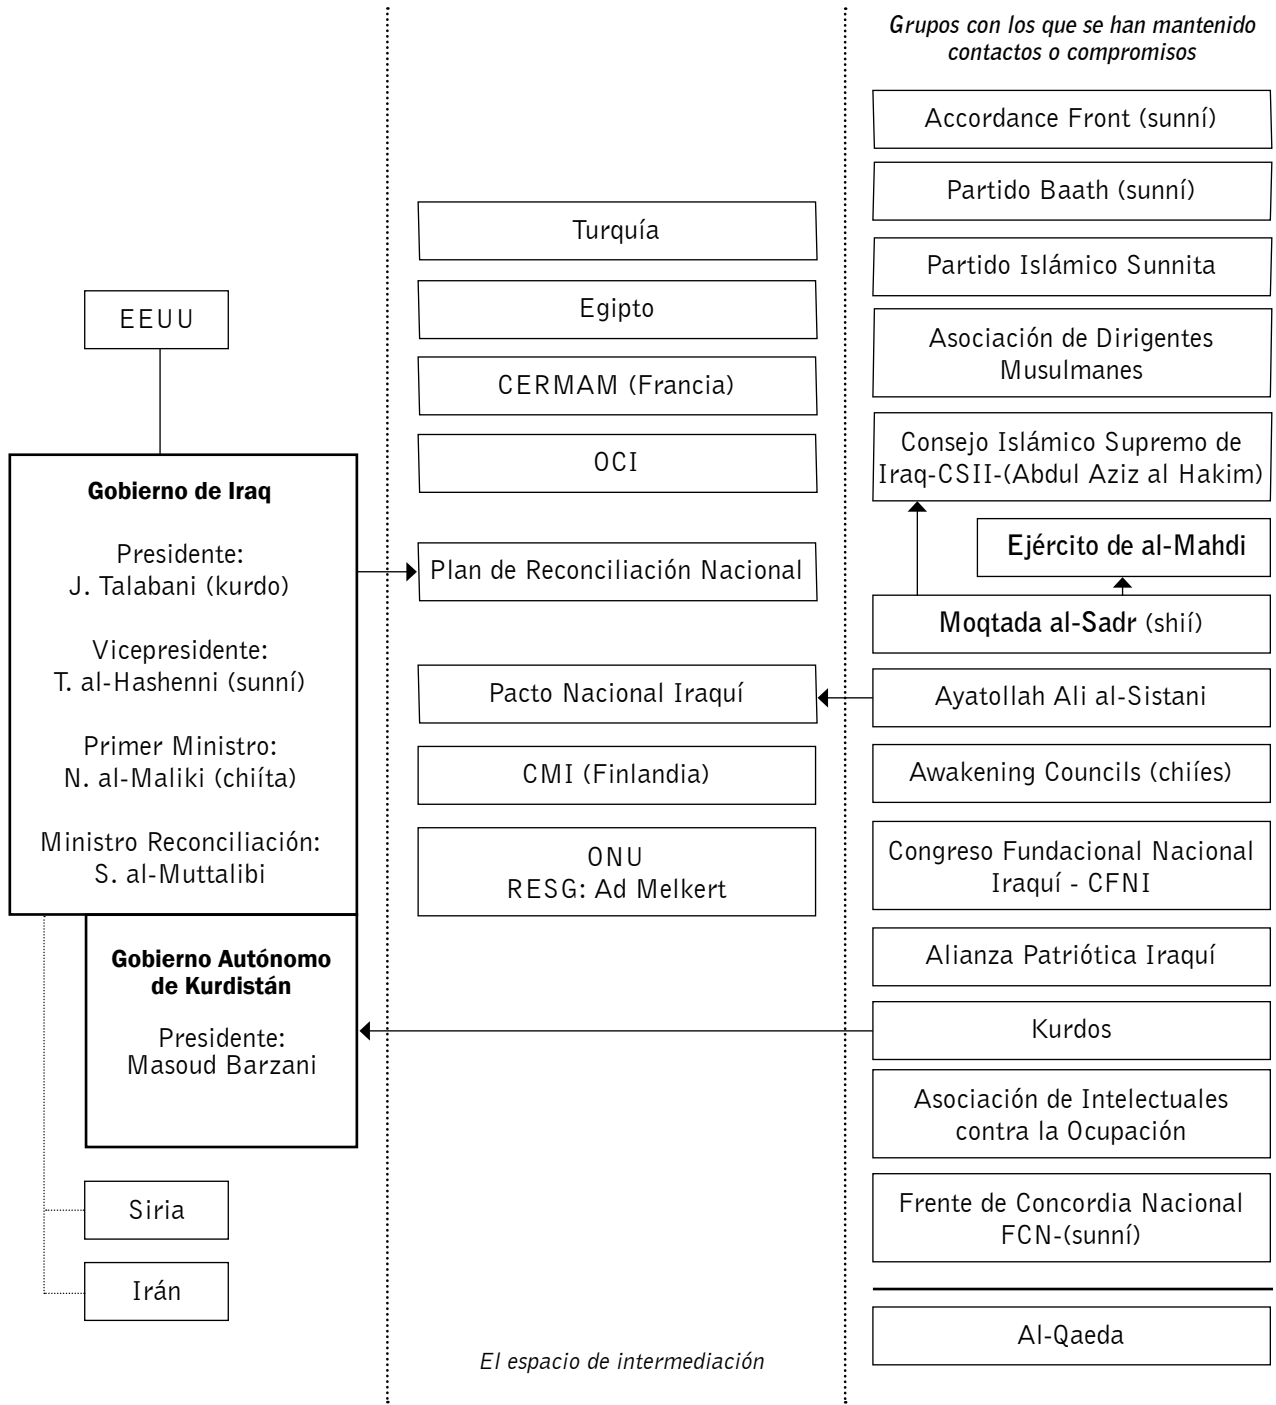 EEUU
Gobierno de Iraq
Presidente:
J. Talabani (kurdo)
Vicepresidente:
T. al-Hashenni (sunní)
Primer Ministro:
N. al-Maliki (chiíta)
Ministro Reconciliación:
S. al-Muttalibi
Gobierno Autónomo
de Kurdistán
Presidente:
Masoud Barzani
Siria
Irán
Turquía
Egipto
CERMAM (Francia)
OCI
Plan de Reconciliación Nacional
Pacto Nacional Iraquí
CMI (Finlandia)
ONU
RESG: Ad Melkert
El espacio de intermediación
Grupos con los que se han mantenido
contactos o compromisos
Accordance Front (sunní)
Partido Baath (sunní)
Partido Islámico Sunnita
Asociación de Dirigentes
Musulmanes
Consejo Islámico Supremo de
Iraq-CSII-(Abdul Aziz al Hakim)
Ejército de al-Mahdi
Moqtada al-Sadr (shií)
Ayatollah Ali al-Sistani
Awakening Councils (chiíes)
Congreso Fundacional Nacional
Iraquí - CFNI
Alianza Patriótica Iraquí
Kurdos
Asociación de Intelectuales
contra la Ocupación
Frente de Concordia Nacional
FCN-(sunní)
Al-Qaeda